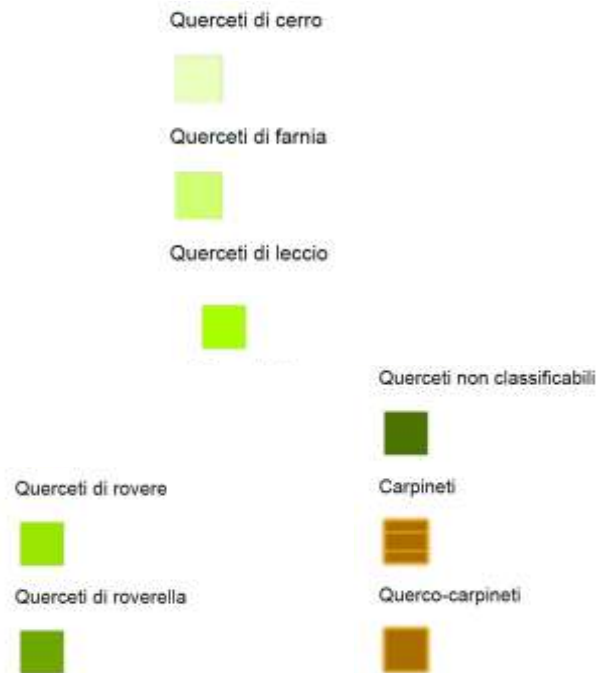 Querceti di cerro
Querceti di farnia
Querceti di leccio
Querceti non classificabili
Querceti di rovere
Carpineti
Querceti di roverella
Querco-carpineti